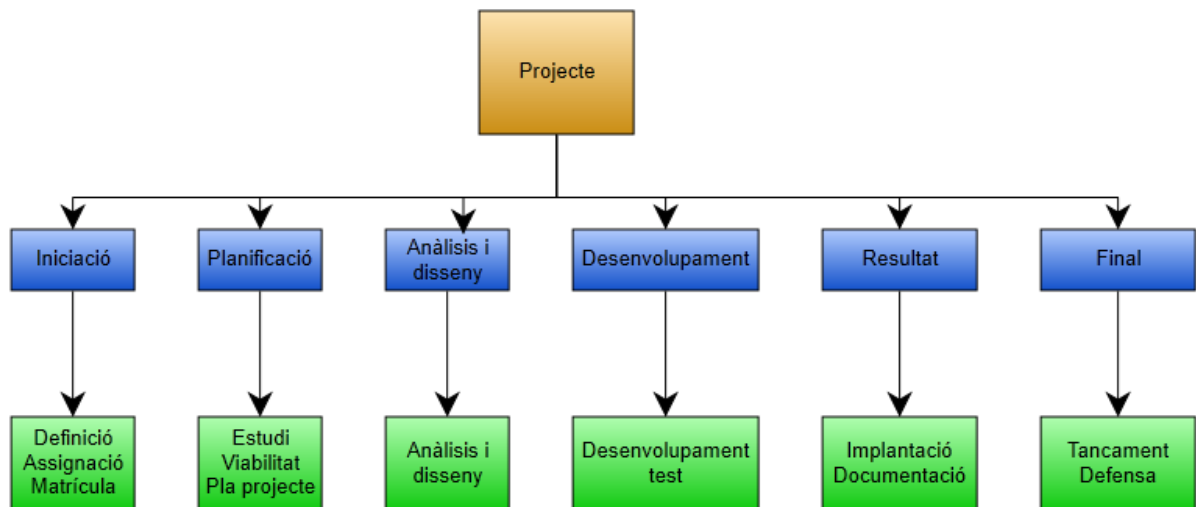 Projecte
Iniciació
Planificació
Anàlisis i
disseny
Desenvolupament
Resultat
Final
Definició
Assignació
Matrícula
Estudi
Viabilitat
Pla projecte
Anàlisis i
disseny
Desenvolupament
test
Implantació
Documentació
Tancament
Defensa